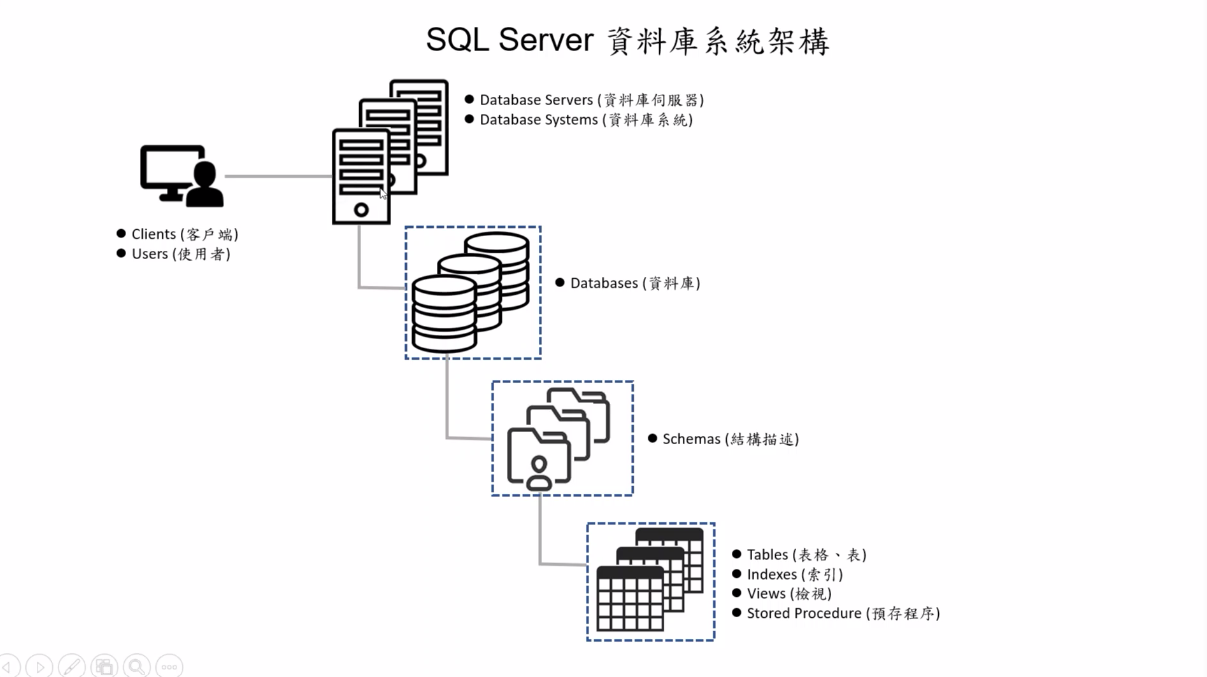 SQL Server 資料庫系統架構
● Database Servers (資料庫伺服器)
● Database Systems (資料庫系統)
● Clients (客戶端)
● Users (使用者)
● Databases (資料庫)
● Schemas (結構描述)
● Tables (表格、表)
● Indexes (索引)
● Views (檢視)
● Stored Procedure (預存程序)